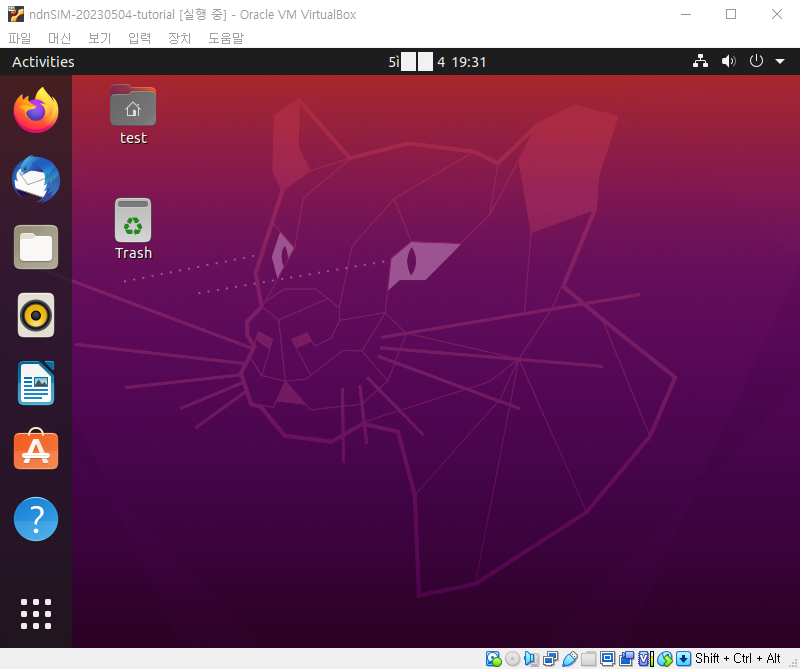 ndnSIM-20230504-tutorial [실행 중] - Oracle VM VirtualBox
파일 머신 보기 입력 장치 도움말
Activities 5ì 4 19:31
test
Trash
Shift + Ctrl + Alt